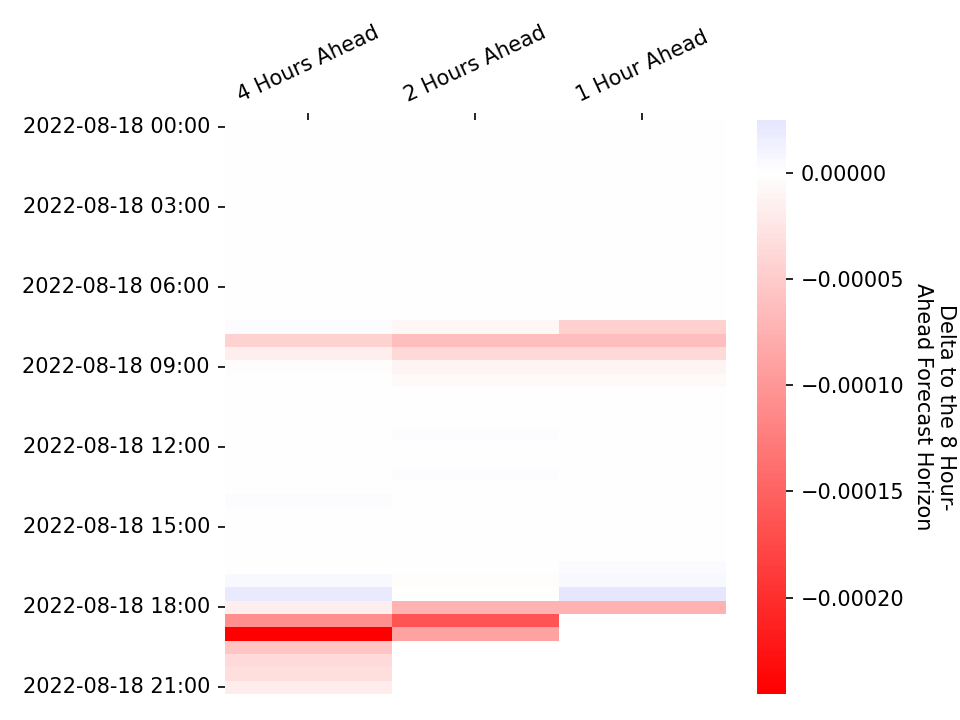 4 Hours Ahead
2 Hours Ahead
1 Hour Ahead
2022-08-18 00:00
2022-08-18 03:00
2022-08-18 06:00
2022-08-18 09:00
2022-08-18 12:00
2022-08-18 15:00
2022-08-18 18:00
2022-08-18 21:00
0.00000
−0.00005
−0.00010
−0.00015
−0.00020
Delta to the 8 Hour-
Ahead Forecast Horizon